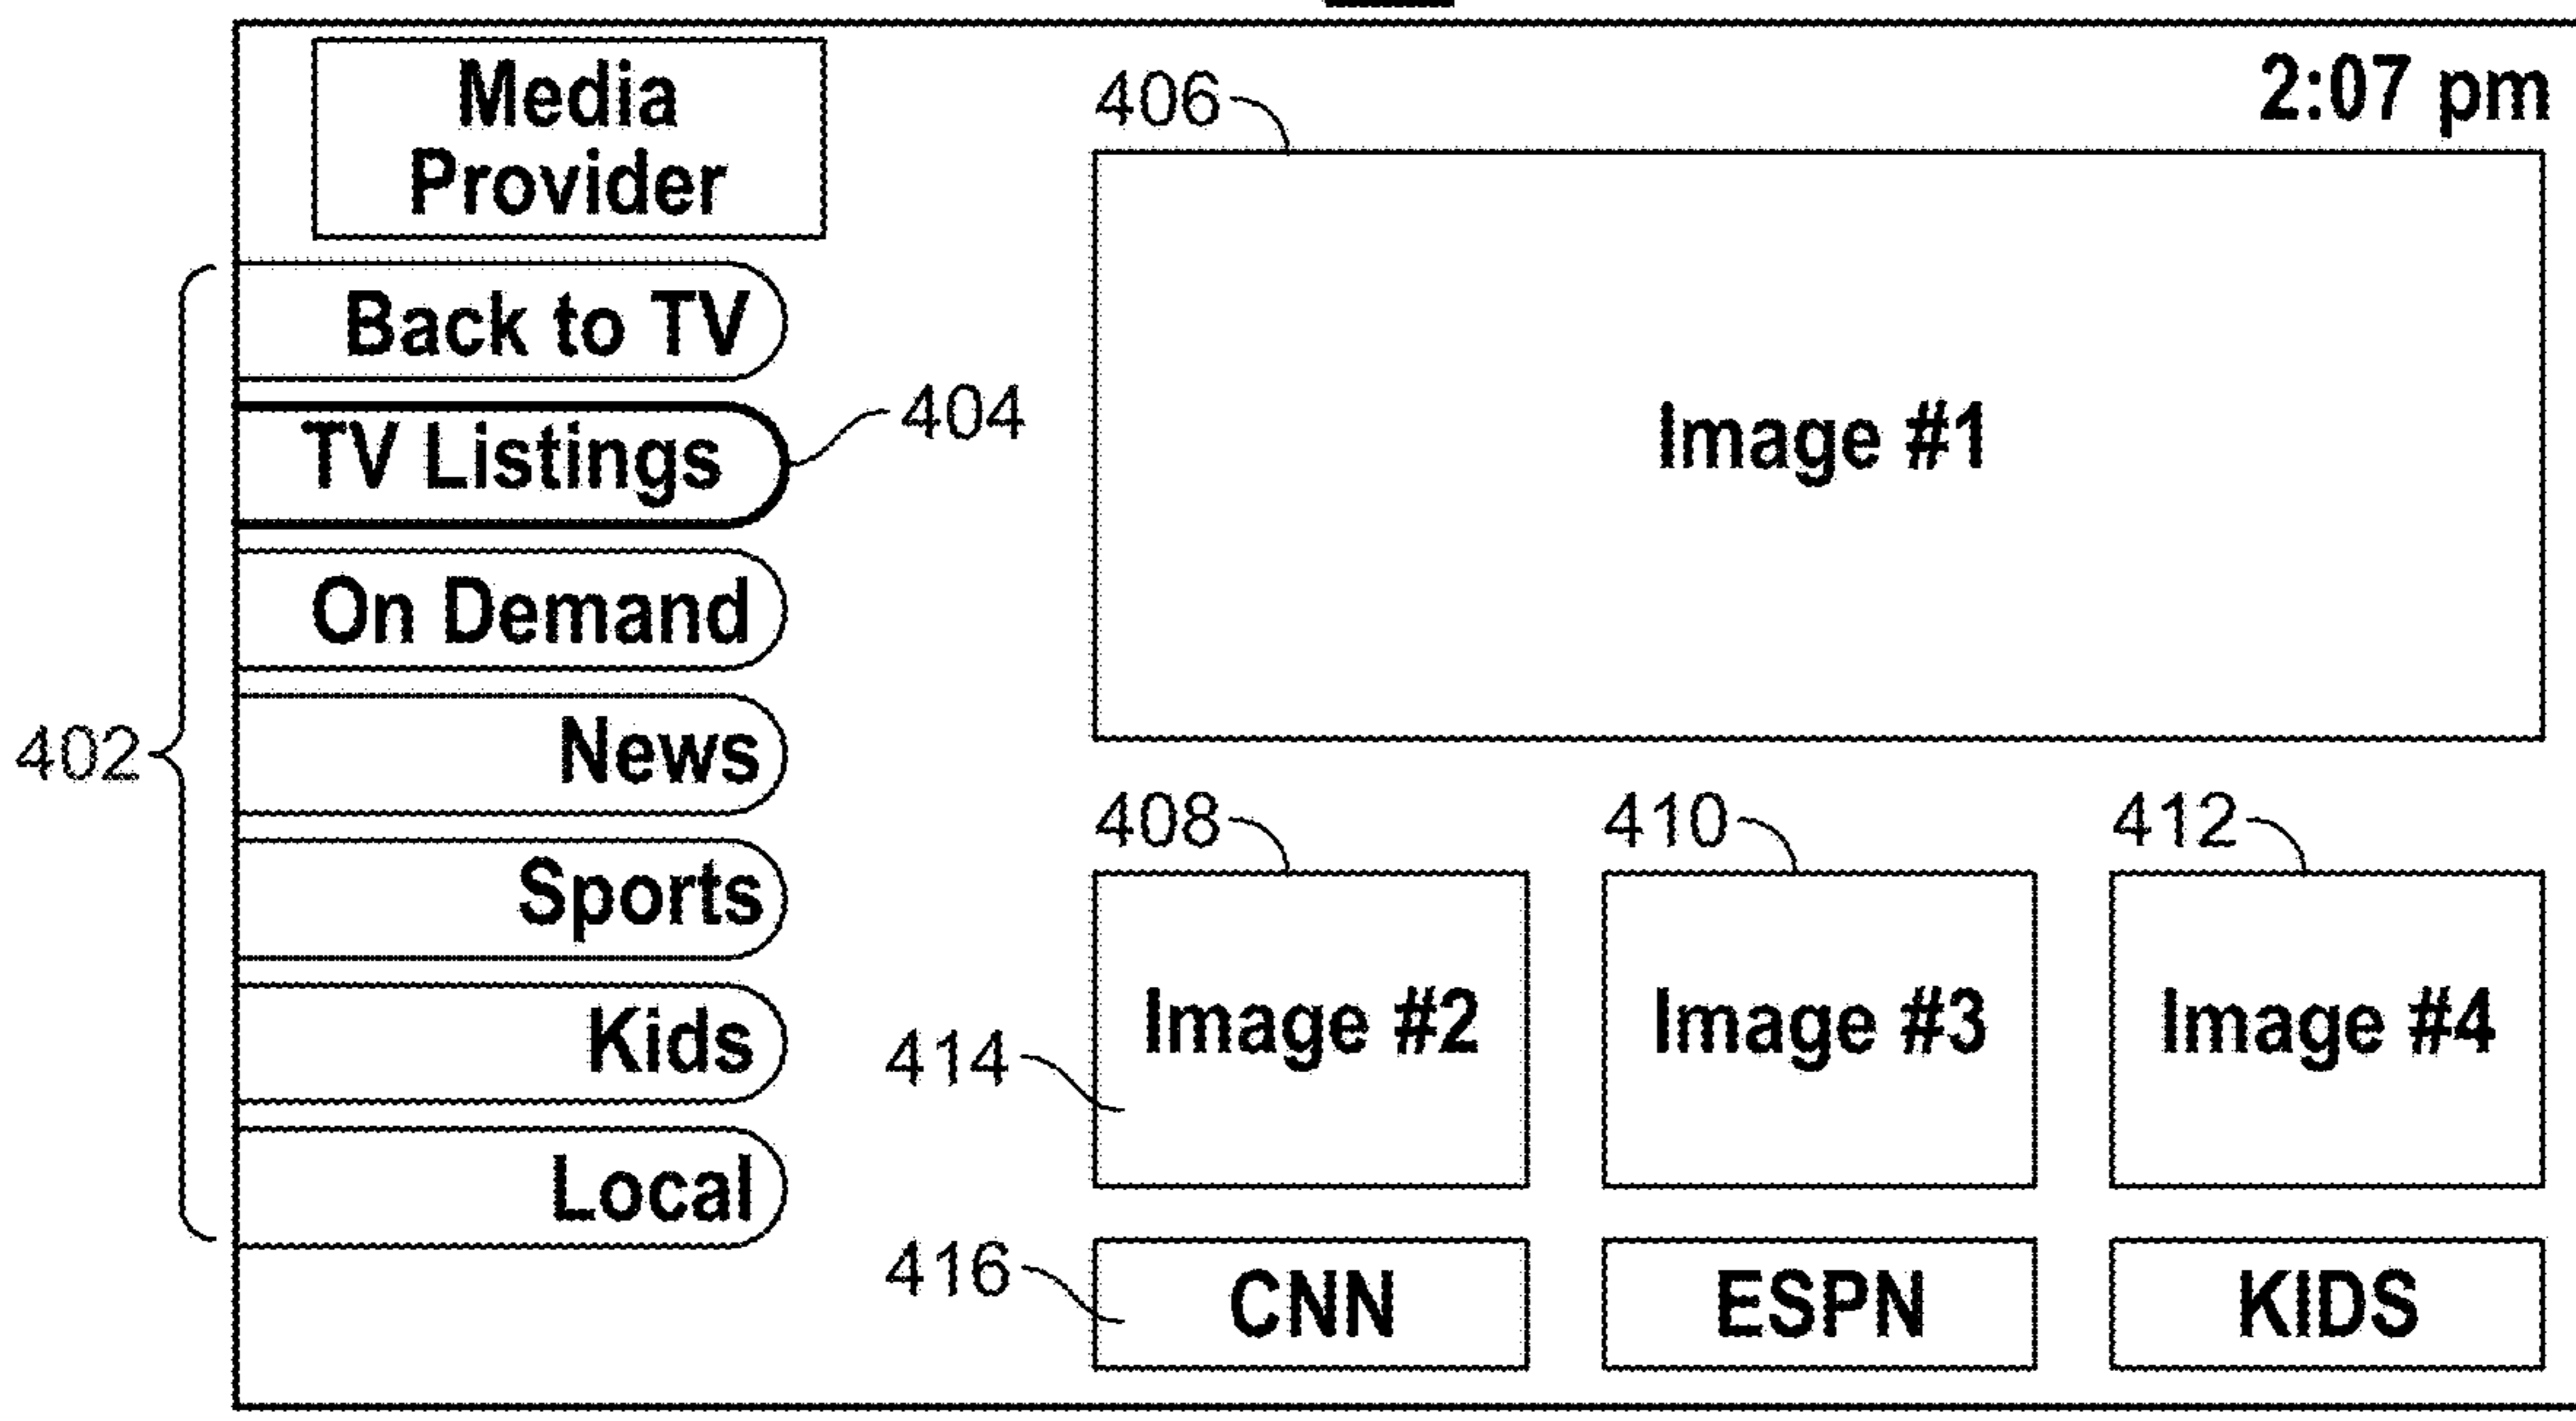 2:07 pm
Media
Provider
406
Back to TV
404
TV Listings
Image #1
On Demand
402
News
408
410
412
Sports
Image #2
Image #3
Image #4
414
Kids
Local
416
CNN
ESPN
KIDS